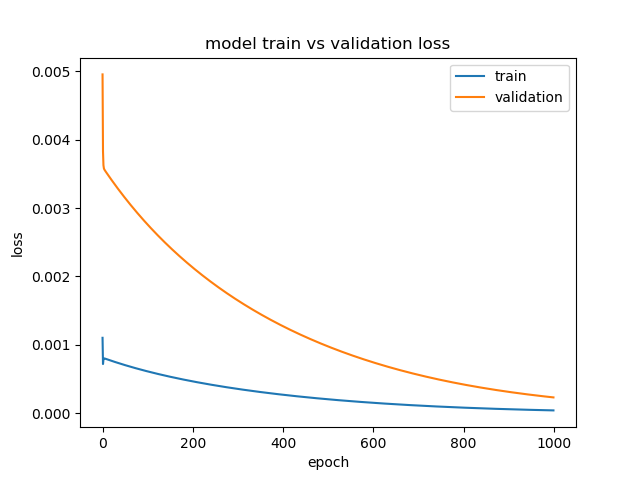 model train vs validation loss
train
validation
loss
0.005
0.004
0.003
0.002
0.001
0.000
0 200 400 600 800 1000
epoch